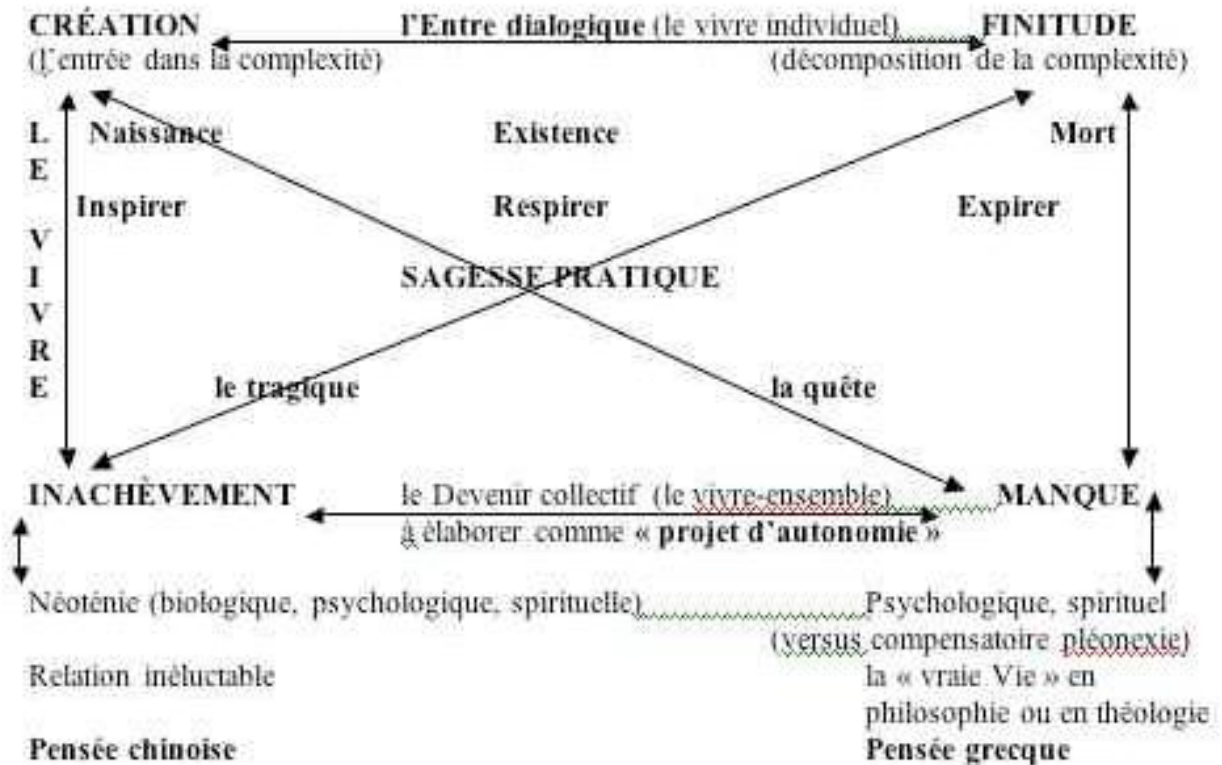 CRÉATION l'Entre dialogique (le vivre individuel) FINITUDE
(l'entrée dans la complexité) (décomposition de la complexité)
L Naissance Existence Mort
E
Inspirer Respirer Expirer
V
I SAGESSE PRATIQUE
V
R
E le tragique la quête
INACHÈVEMENT le Devenir collectif (le vivre-ensemble) MANQUE
à élaborer comme « projet d'autonomie »
Néoténie (biologique, psychologique, spirituelle) Psychologique, spirituel
(versus compensatoire pléonexie)
Relation inéluctable la « vraie Vie » en
philosophie ou en théologie
Pensée chinoise Pensée grecque